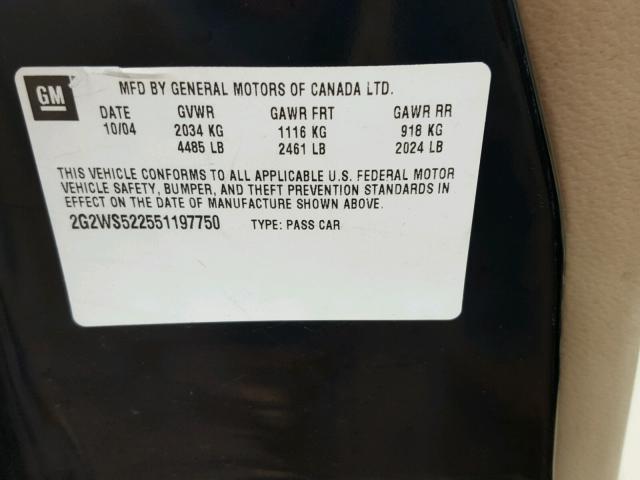 GM
MFD BY GENERAL MOTORS OF CANADA LTD.
DATE GVWR GAWR FRT GAWR RR
10/04 2034 KG 1116 KG 918 KG
4485 LB 2461 LB 2024 LB
THIS VEHICLE CONFORMS TO ALL APPLICABLE U.S. FEDERAL MOTOR
VEHICLE SAFETY, BUMPER, AND THEFT PREVENTION STANDARDS IN
EFFECT ON THE DATE OF MANUFACTURE SHOWN ABOVE.
2G2WS522551197750 TYPE: PASS CAR